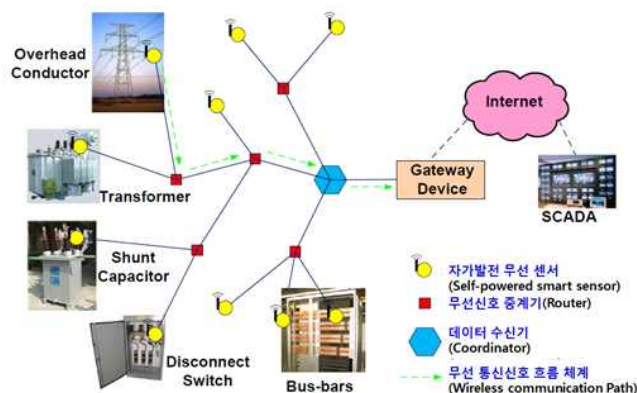 Overhead
Conductor
Transformer
Shunt
Capacitor
Disconnect
Switch
Bus-bars
Internet
Gateway
Device
SCADA
자가발전 무선 센서
(Self-powered smart sensor)
무선신호 중계기(Router)
데이터 수신기
(Coordinator)
무선 통신신호 흐름 체계
(Wireless communication Path)